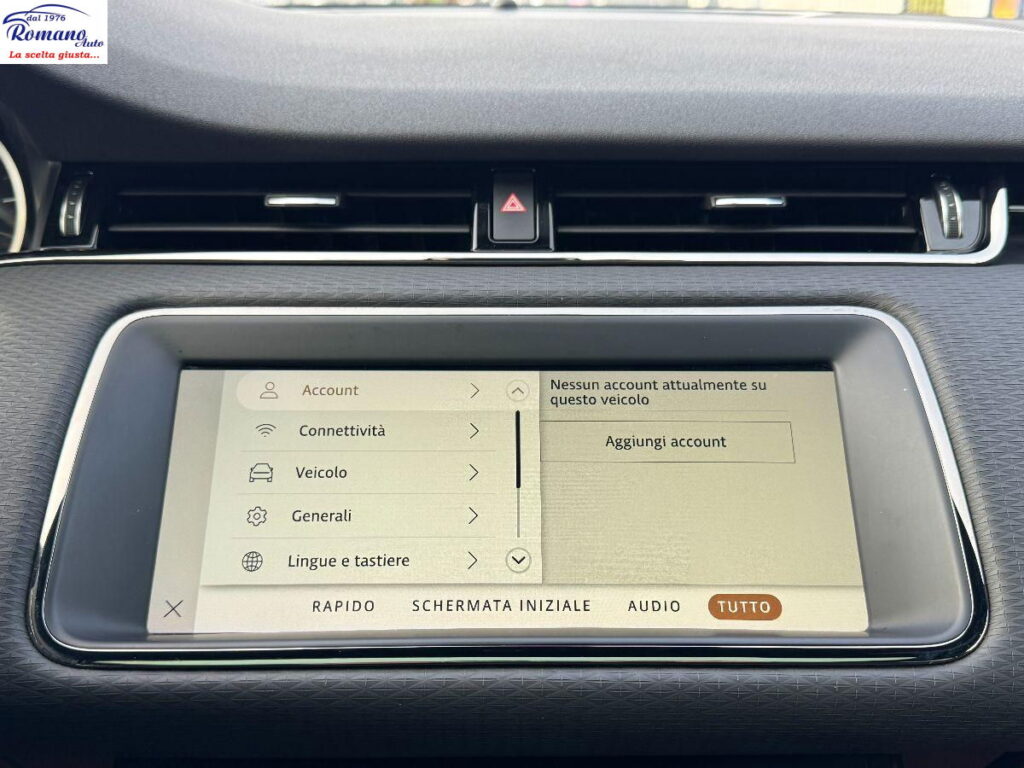 dal 1976
Romano
Auto
La scelta giusta...
Account
Connettività
Veicolo
Generali
Lingue e tastiere
Nessun account attualmente su
questo veicolo
Aggiungi account
RAPIDO SCHERMATA INIZIALE AUDIO TUTTO